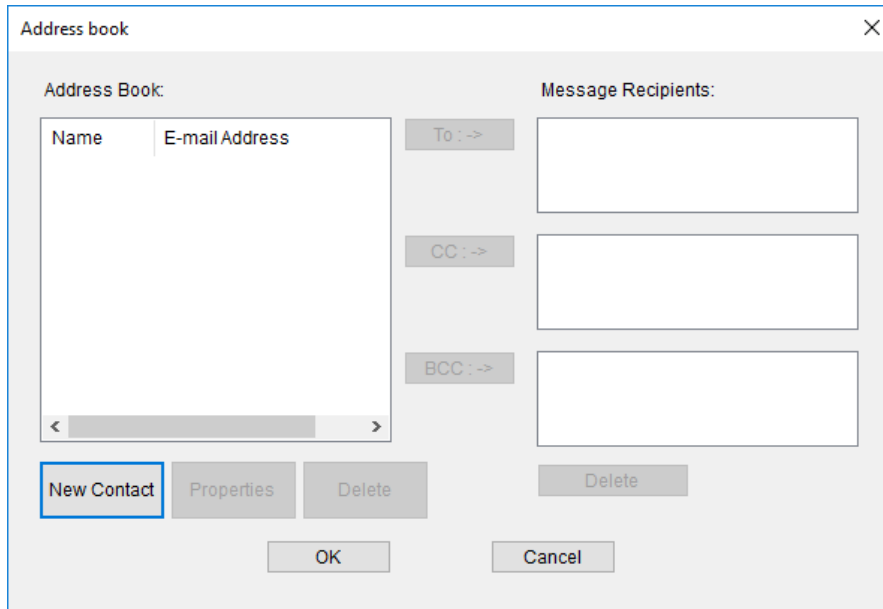 Address book
Address Book:
Message Recipients:
Name E-mail Address
To : ->
CC : ->
BCC : ->
New Contact Properties Delete
Delete
OK Cancel